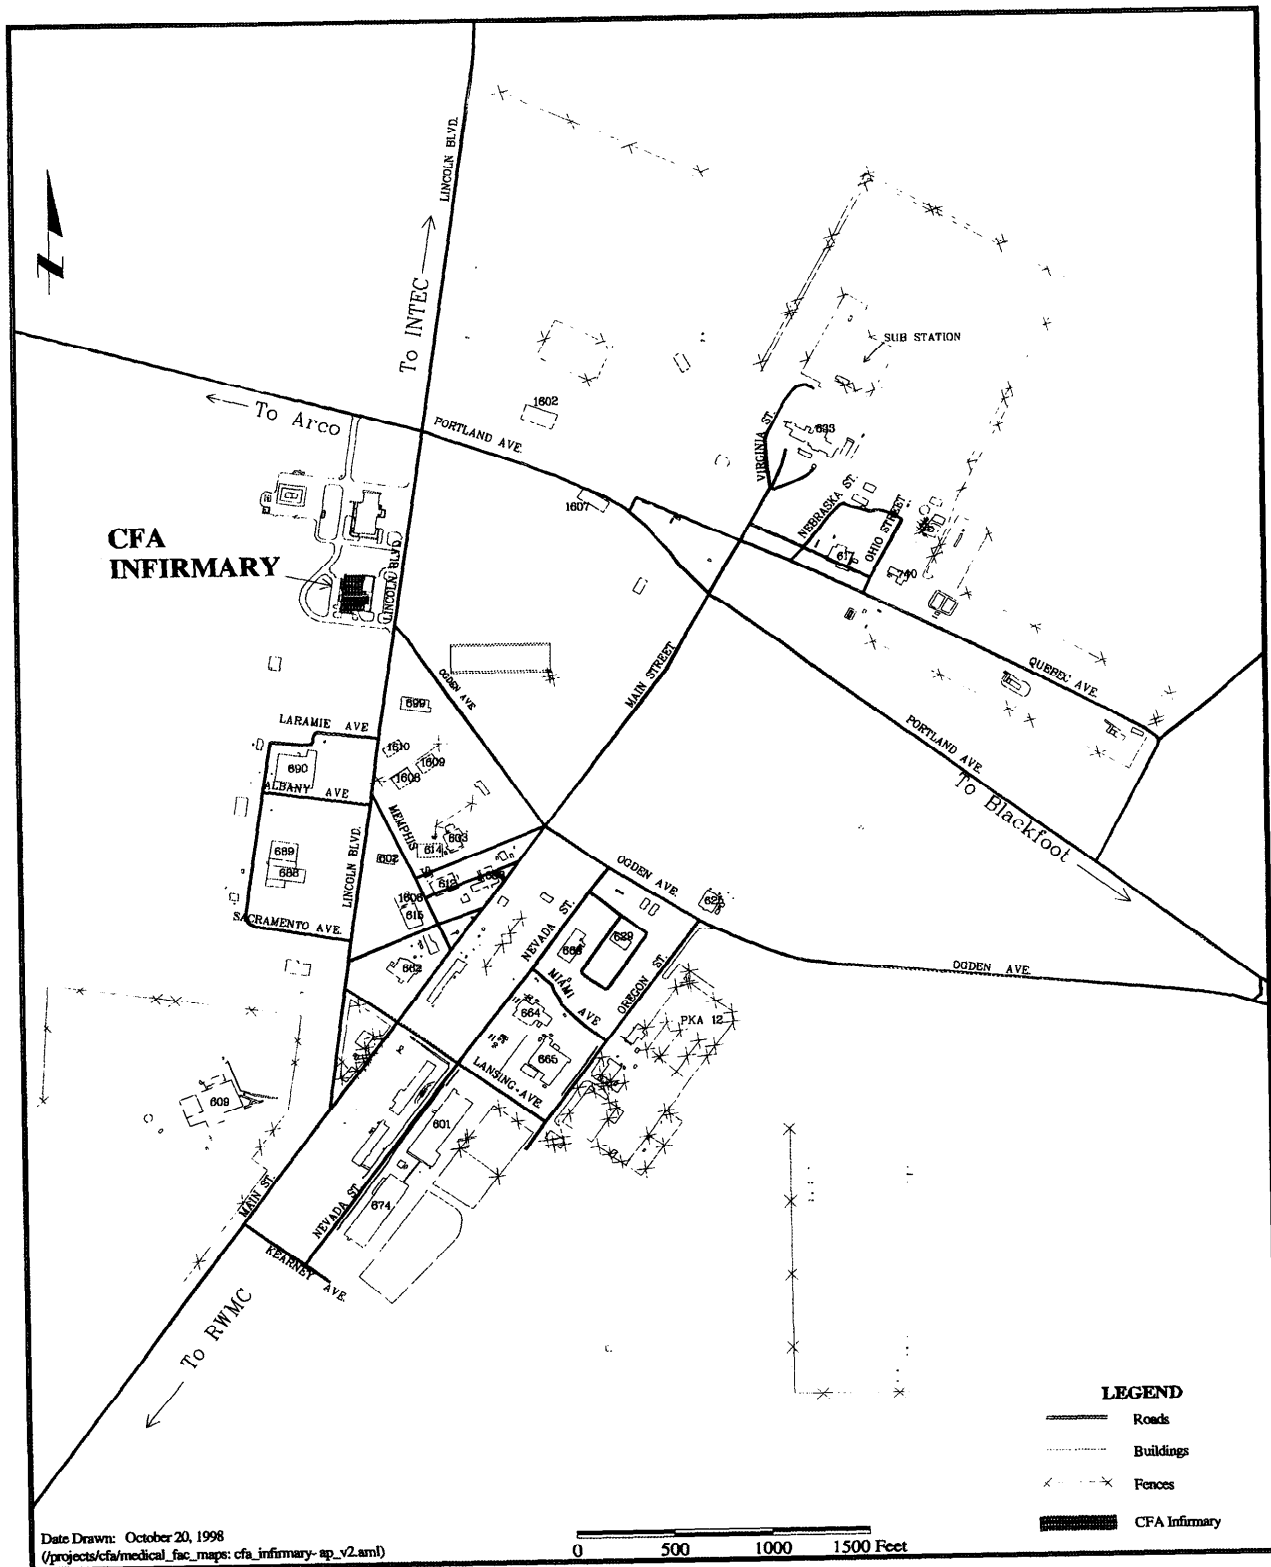 LINCOLN BLVD.
To INTEC
N
SUB STATION
To Arco
1602
PORTLAND AVE.
VIRGINIA ST.
633
1607
NEBRASKA ST.
OHIO STREET
CFA
INFIRMARY
LINCOLN BLVD.
MAIN STREET
QUEBEC AVE.
OGDEN AVE
699
LARAMIE AVE
1610
1609
1608
690
ALBANY AVE
PORTLAND AVE.
To Blackfoot
MEMPHIS
603
614
602
689
688
LINCOLN BLVD.
612
1606
615
SACRAMENTO AVE.
OGDEN AVE.
625
NEVADA ST.
668
629
662
MIAMI AVE
OREGON ST.
OGDEN AVE.
664
PKA 12
665
LANSING AVE.
609
601
MAIN ST.
NEVADA ST.
674
KEARNEY AVE.
To RWMC
LEGEND
Roads
Buildings
Fences
CFA Infirmary
Date Drawn: October 20, 1998
(/projects/cfa/medical_fac_maps: cfa_infirmary-ap_v2.aml)
0 500 1000 1500 Feet